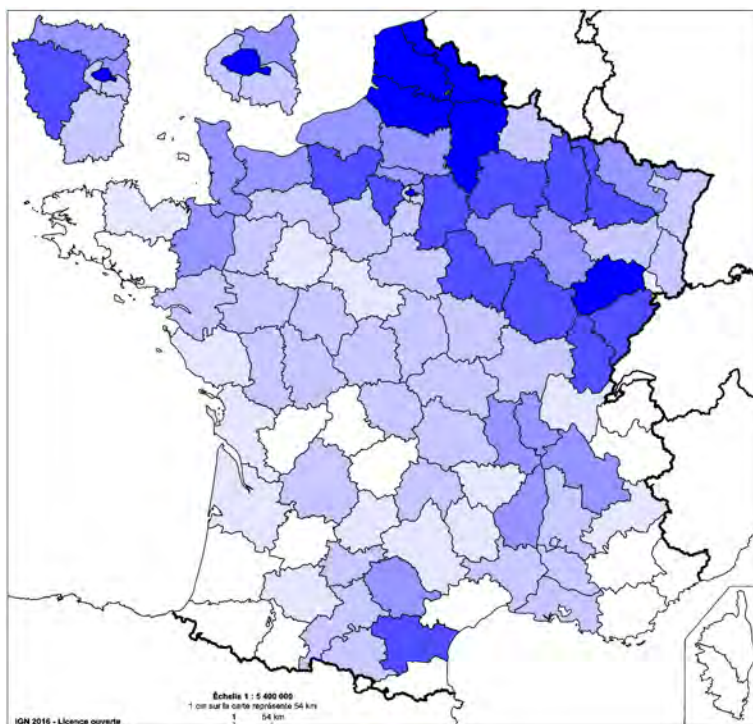 Échelle 1 : 5 400 000
1 cm sur la carte représente 54 km
1 54 km
IGN 2016 - Licence ouverte